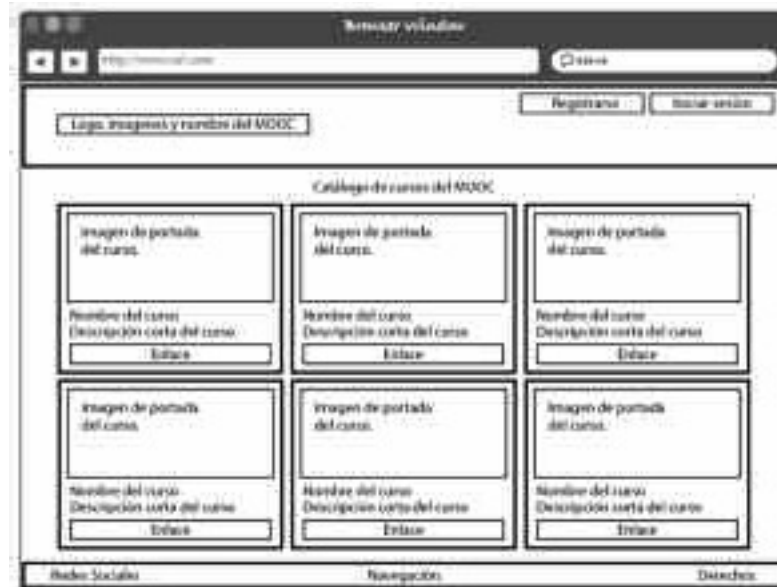 Registrarse
Iniciar sesión
Logo, imagenes y nombre del MOOC
Catálogo de cursos del MOOC
Imagen de portada
del curso.
Nombre del curso
Descripción corta del curso
Enlace
Imagen de portada
del curso.
Nombre del curso
Descripción corta del curso
Enlace
Imagen de portada
del curso.
Nombre del curso
Descripción corta del curso
Enlace
Imagen de portada
del curso.
Nombre del curso
Descripción corta del curso
Enlace
Imagen de portada
del curso.
Nombre del curso
Descripción corta del curso
Enlace
Imagen de portada
del curso.
Nombre del curso
Descripción corta del curso
Enlace
Redes Sociales
Navegación
Derechos